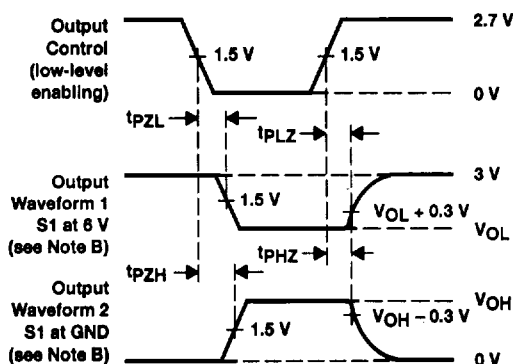 Output
Control
(low-level
enabling)
1.5 V
1.5 V
2.7 V
0 V
tPZL
tPLZ
Output
Waveform 1
S1 at 6 V
(see Note B)
1.5 V
3 V
VOL + 0.3 V
VOL
tPZH
tPHZ
Output
Waveform 2
S1 at GND
(see Note B)
1.5 V
VOH
VOH – 0.3 V
0 V